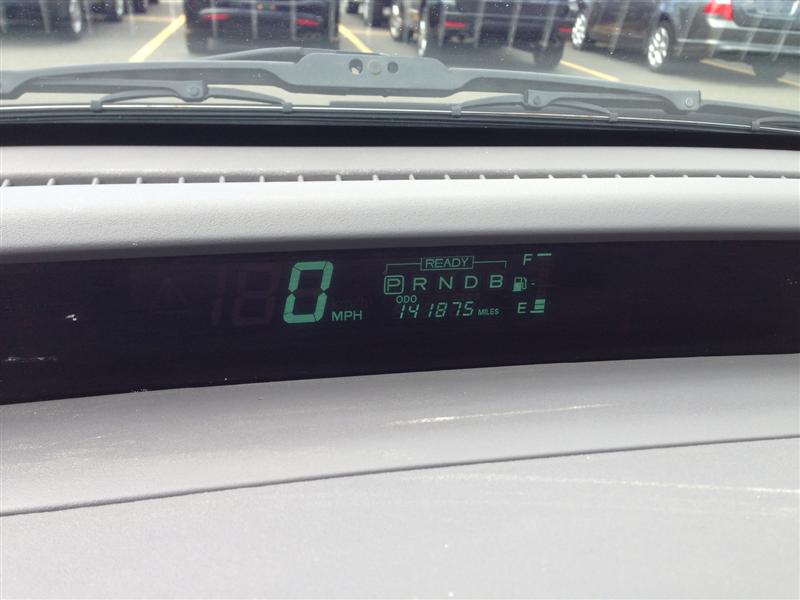 READY F
0 MPH P R N D B
ODO
141875 MILES E